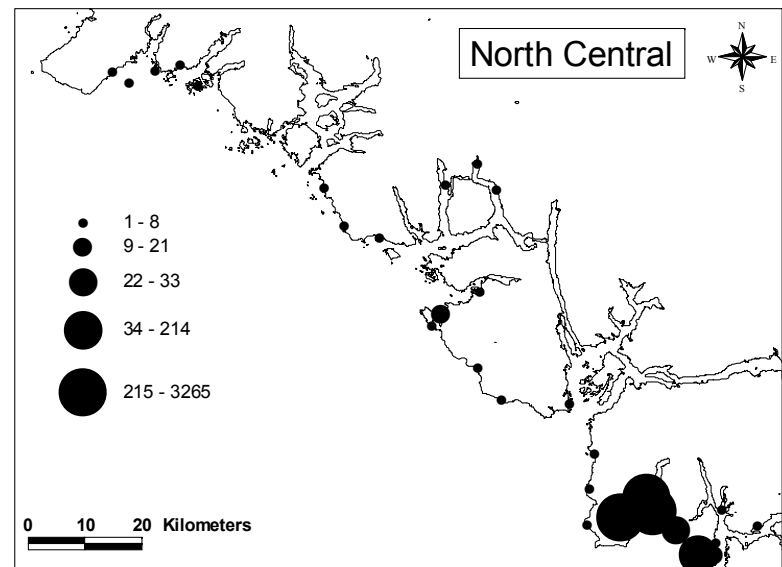 North Central
N
W E
S
1 - 8
9 - 21
22 - 33
34 - 214
215 - 3265
0 10 20 Kilometers